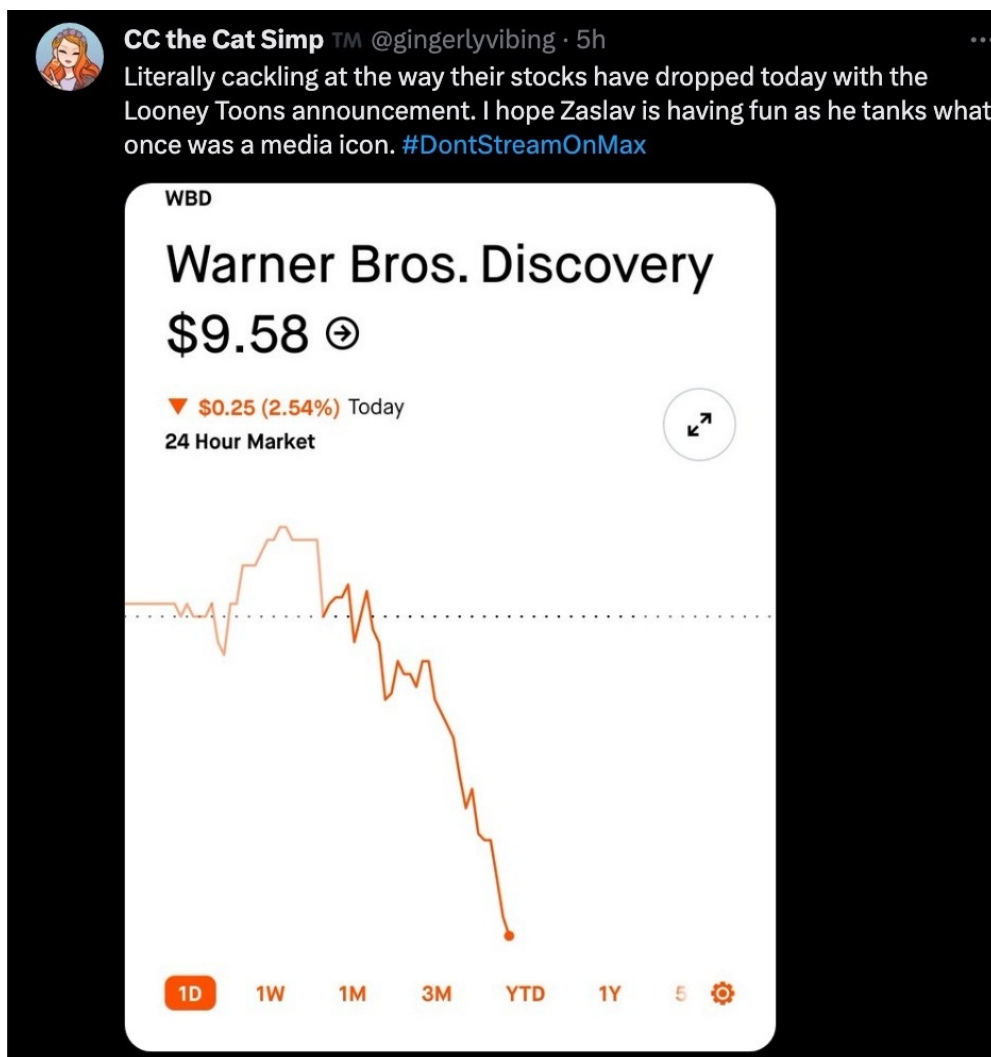 CC the Cat Simp TM @gingerlyvibing · 5h
Literally cackling at the way their stocks have dropped today with the
Looney Toons announcement. I hope Zaslav is having fun as he tanks what
once was a media icon. #DontStreamOnMax
WBD
Warner Bros. Discovery
$9.58
▼ $0.25 (2.54%) Today
24 Hour Market
1D 1W 1M 3M YTD 1Y 5